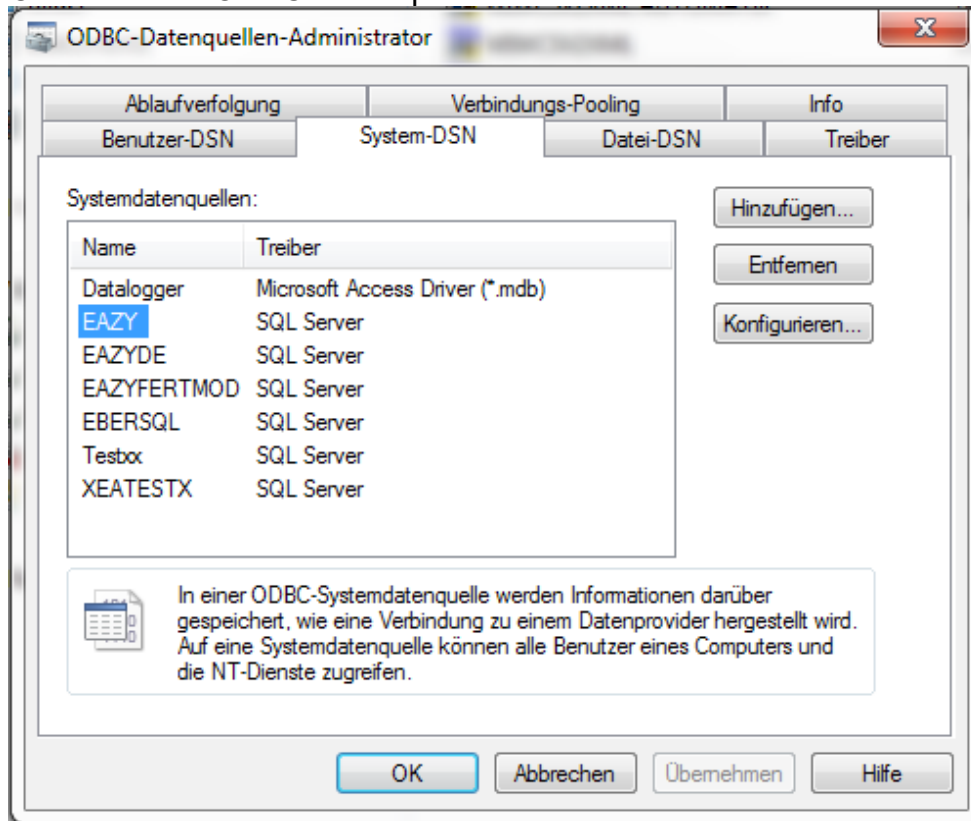 ODBC-Datenquellen-Administrator
Ablaufverfolgung Verbindungs-Pooling Info
Benutzer-DSN System-DSN Datei-DSN Treiber
Systemdatenquellen:
Hinzufügen...
Entfernen
Konfigurieren...
Name Treiber
Datalogger Microsoft Access Driver (*.mdb)
EAZY SQL Server
EAZYDE SQL Server
EAZYFERTMOD SQL Server
EBERSQL SQL Server
Testxx SQL Server
XEATESTX SQL Server
In einer ODBC-Systemdatenquelle werden Informationen darüber
gespeichert, wie eine Verbindung zu einem Datenprovider hergestellt wird.
Auf eine Systemdatenquelle können alle Benutzer eines Computers und
die NT-Dienste zugreifen.
OK Abbrechen Übernehmen Hilfe